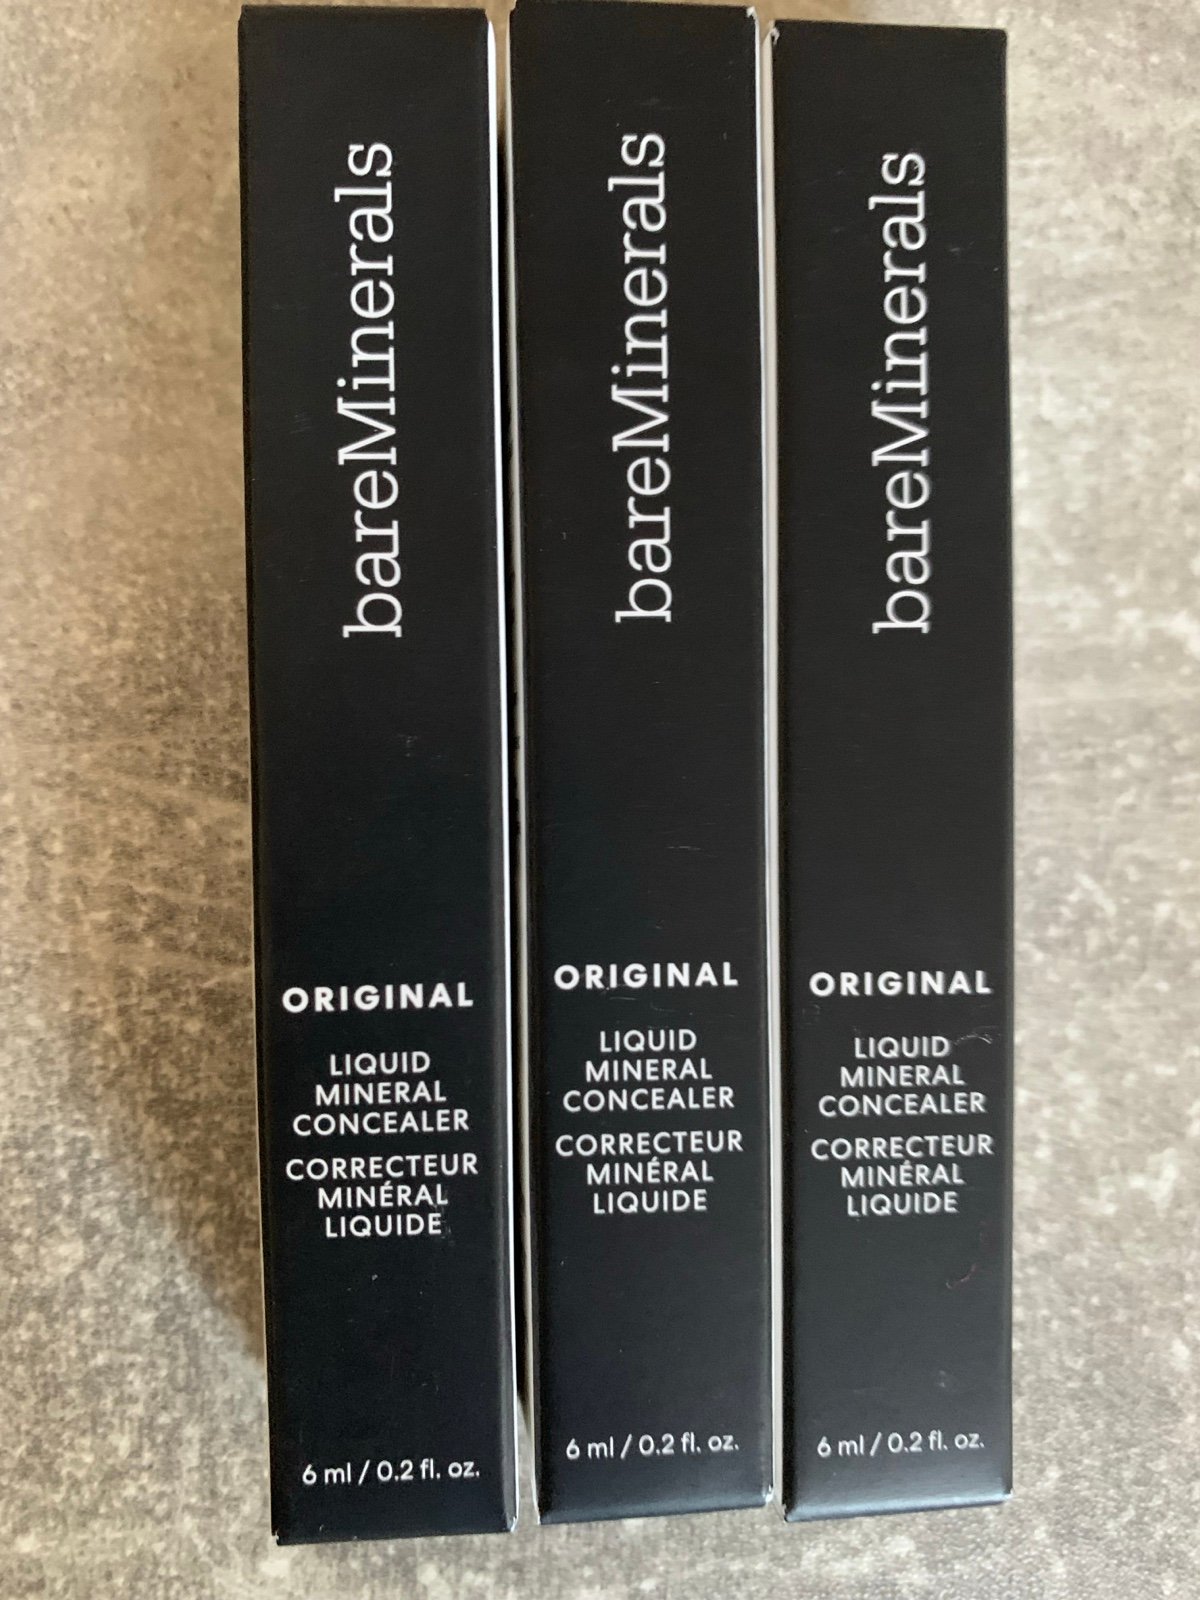 bareMinerals
ORIGINAL
LIQUID
MINERAL
CONCEALER
CORRECTEUR
MINÉRAL
LIQUIDE
6 ml / 0.2 fl. oz.
bareMinerals
ORIGINAL
LIQUID
MINERAL
CONCEALER
CORRECTEUR
MINÉRAL
LIQUIDE
6 ml / 0.2 fl. oz.
bareMinerals
ORIGINAL
LIQUID
MINERAL
CONCEALER
CORRECTEUR
MINÉRAL
LIQUIDE
6 ml / 0.2 fl. oz.